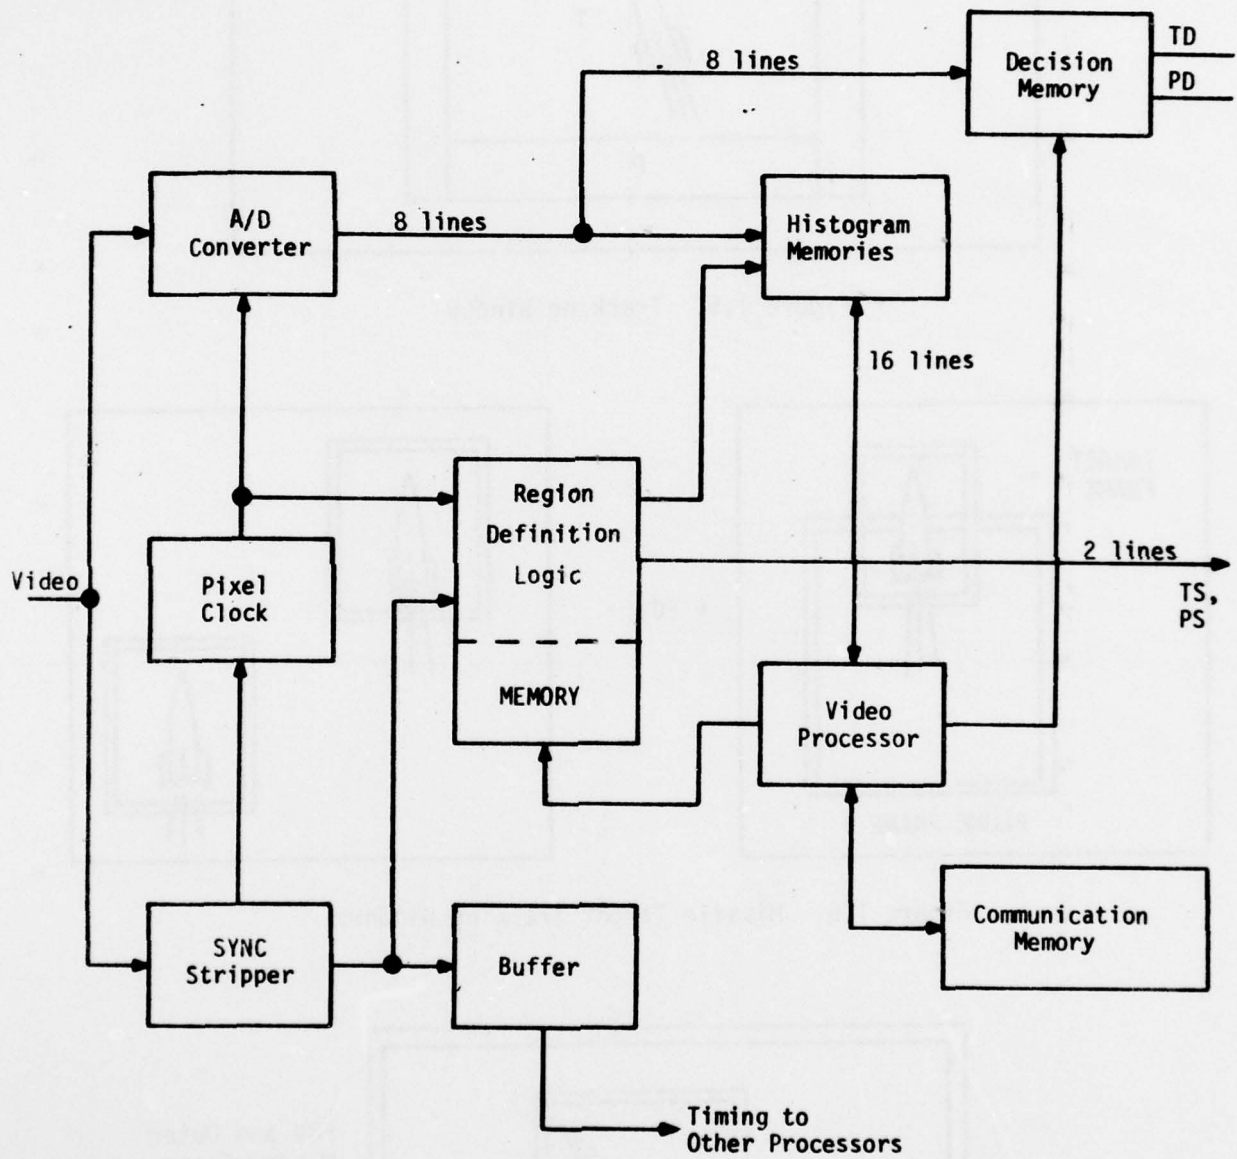 TD
8 lines
Decision
Memory
PD
A/D
Converter
8 lines
Histogram
Memories
16 lines
Region
Definition
Logic
2 lines
TS,
PS
Video
Pixel
Clock
MEMORY
Video
Processor
SYNC
Stripper
Buffer
Communication
Memory
Timing to
Other Processors